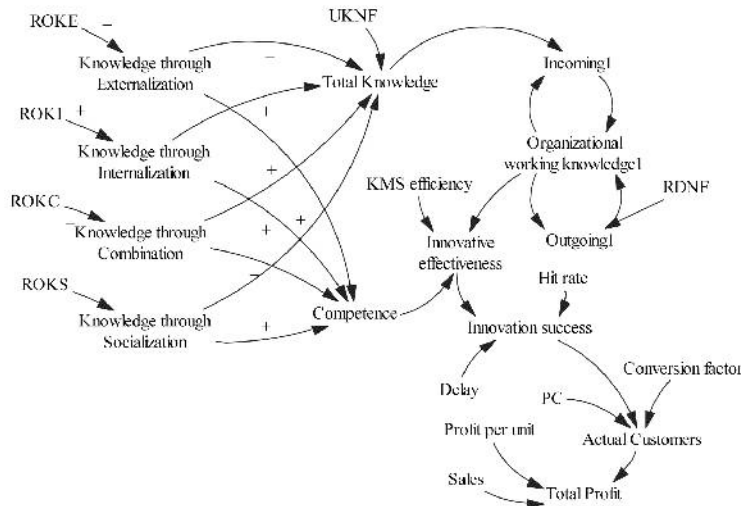 ROKE
−
UKNF
Knowledge through
Externalization
−
Total Knowledge
Incoming1
ROKI
+
+
Knowledge through
Internalization
Organizational
working knowledge1
+
KMS efficiency
RDNF
ROKC
−
Knowledge through
Combination
+
+
Innovative
effectiveness
Outgoing1
Hit rate
ROKS
−
Knowledge through
Socialization
+
Competence
Innovation success
Delay
PC
Conversion factor
Profit per unit
Actual Customers
Sales
Total Profit